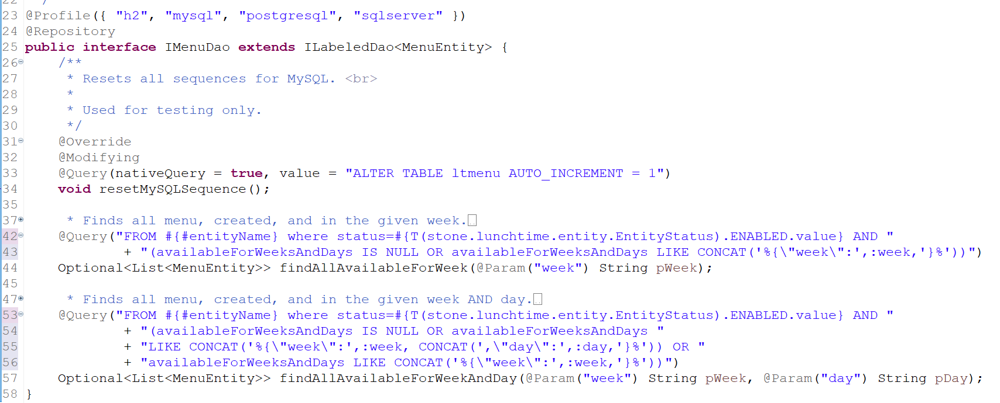 22  */
23 @Profile({ "h2", "mysql", "postgresql", "sqlserver" })
24 @Repository
25 public interface IMenuDao extends ILabeledDao<MenuEntity> {
26     /**
27      * Resets all sequences for MySQL. <br>
28      *
29      * Used for testing only.
30      */
31     @Override
32     @Modifying
33     @Query(nativeQuery = true, value = "ALTER TABLE ltmenu AUTO_INCREMENT = 1")
34     void resetMySQLSequence();
35
37      * Finds all menu, created, and in the given week...
42     @Query("FROM #{#entityName} where status=#{T(stone.lunchtime.entity.EntityStatus).ENABLED.value} AND "
43             + "(availableForWeeksAndDays IS NULL OR availableForWeeksAndDays LIKE CONCAT('%{\"week\":',:week,'}%'))")
44     Optional<List<MenuEntity>> findAllAvailableForWeek(@Param("week") String pWeek);
45
47      * Finds all menu, created, and in the given week AND day...
53     @Query("FROM #{#entityName} where status=#{T(stone.lunchtime.entity.EntityStatus).ENABLED.value} AND "
54             + "(availableForWeeksAndDays IS NULL OR availableForWeeksAndDays "
55             + "LIKE CONCAT('%{\"week\":',:week, CONCAT(',\"day\":',:day,'}%')) OR "
56             + "availableForWeeksAndDays LIKE CONCAT('%{\"week\":',:week,'}%'))")
57     Optional<List<MenuEntity>> findAllAvailableForWeekAndDay(@Param("week") String pWeek, @Param("day") String pDay);
58 }